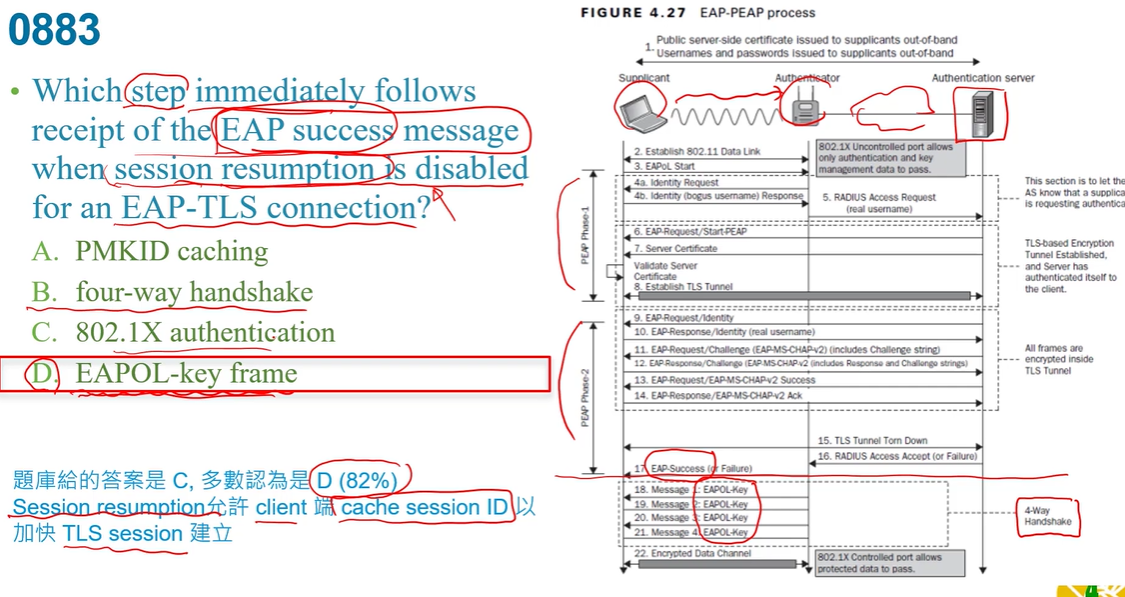 0883
• Which step immediately follows
receipt of the EAP success message
when session resumption is disabled
for an EAP-TLS connection?
A. PMKID caching
B. four-way handshake
C. 802.1X authentication
D. EAPOL-key frame
題庫給的答案是 C, 多數認為是 D (82%)
Session resumption允許 client 端 cache session ID 以
加快 TLS session 建立
FIGURE 4.27 EAP-PEAP process
1. Public server-side certificate issued to supplicants out-of-band
Usernames and passwords issued to supplicants out-of-band
Supplicant
Authenticator
Authentication server
2. Establish 802.11 Data Link
3. EAPoL Start
802.1X Uncontrolled port allows
only authentication and key
management data to pass.
4a. Identity Request
4b. Identity (bogus username) Response
5. RADIUS Access Request
(real username)
This section is to let the
AS know that a supplica
is requesting authentica
PEAP Phase-1
6. EAP-Request/Start-PEAP
7. Server Certificate
Validate Server
Certificate
8. Establish TLS Tunnel
TLS-based Encryption
Tunnel Established,
and Server has
authenticated itself to
the client.
PEAP Phase-2
9. EAP-Request/Identity
10. EAP-Response/Identity (real username)
11. EAP-Request/Challenge (EAP-MS-CHAP-v2) (includes Challenge string)
12. EAP-Response/Challenge (EAP-MS-CHAP-v2 (includes Response and Challenge strings)
13. EAP-Request/EAP-MS-CHAP-v2 Success
14. EAP-Response/EAP-MS-CHAP-v2 Ack
All frames are
encrypted inside
TLS Tunnel
15. TLS Tunnel Torn Down
16. RADIUS Access Accept (or Failure)
17. EAP-Success (or Failure)
18. Message 1: EAPOL-Key
19. Message 2: EAPOL-Key
20. Message 3: EAPOL-Key
21. Message 4: EAPOL-Key
4-Way
Handshake
22. Encrypted Data Channel
802.1X Controlled port allows
protected data to pass.